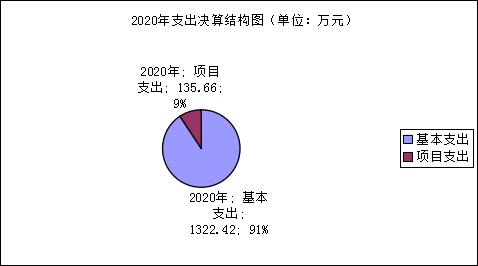 2020年支出决算结构图（单位：万元）
2020年; 项目
支出; 135.66;
9%
基本支出
项目支出
2020年; 基本
支出;
1322.42; 91%